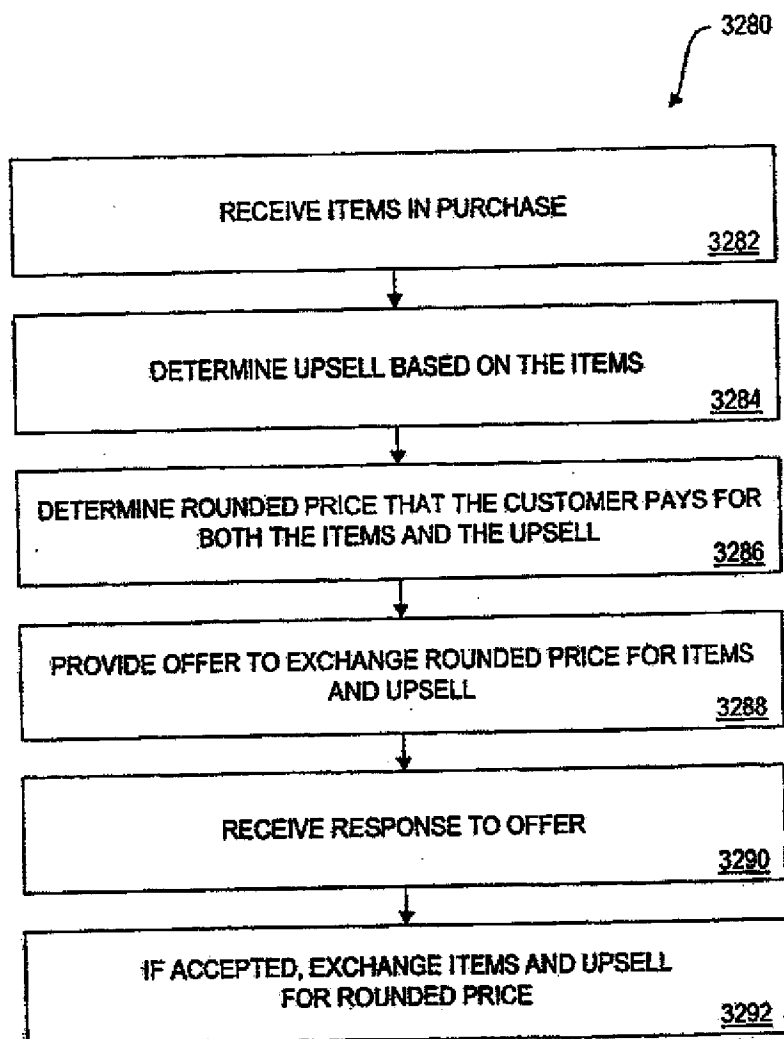 3280
RECEIVE ITEMS IN PURCHASE
3282
DETERMINE UPSELL BASED ON THE ITEMS
3284
DETERMINE ROUNDED PRICE THAT THE CUSTOMER PAYS FOR
BOTH THE ITEMS AND THE UPSELL
3286
PROVIDE OFFER TO EXCHANGE ROUNDED PRICE FOR ITEMS
AND UPSELL
3288
RECEIVE RESPONSE TO OFFER
3290
IF ACCEPTED, EXCHANGE ITEMS AND UPSELL
FOR ROUNDED PRICE
3292